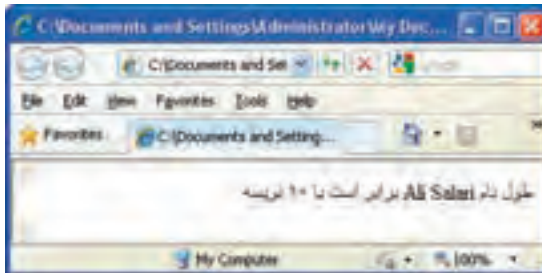 C:\Documents and Settings\Administrator\My Doc...
C:\Documents and Set
File Edit View Favorites Tools Help
Favorites C:\Documents and Setting...
طول نام Ali Salari برابر است با ۱۰ نویسه
My Computer 100%